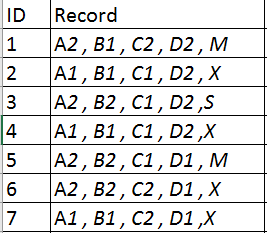 ID Record
1 A2 , B1 , C2 , D2 , M
2 A1 , B1 , C1 , D2 , X
3 A2 , B2 , C1 , D2 ,S
4 A1 , B1 , C1 , D2 ,X
5 A2 , B2 , C1 , D1 , M
6 A2 , B2 , C2 , D1 , X
7 A1 , B1 , C2 , D1 ,X